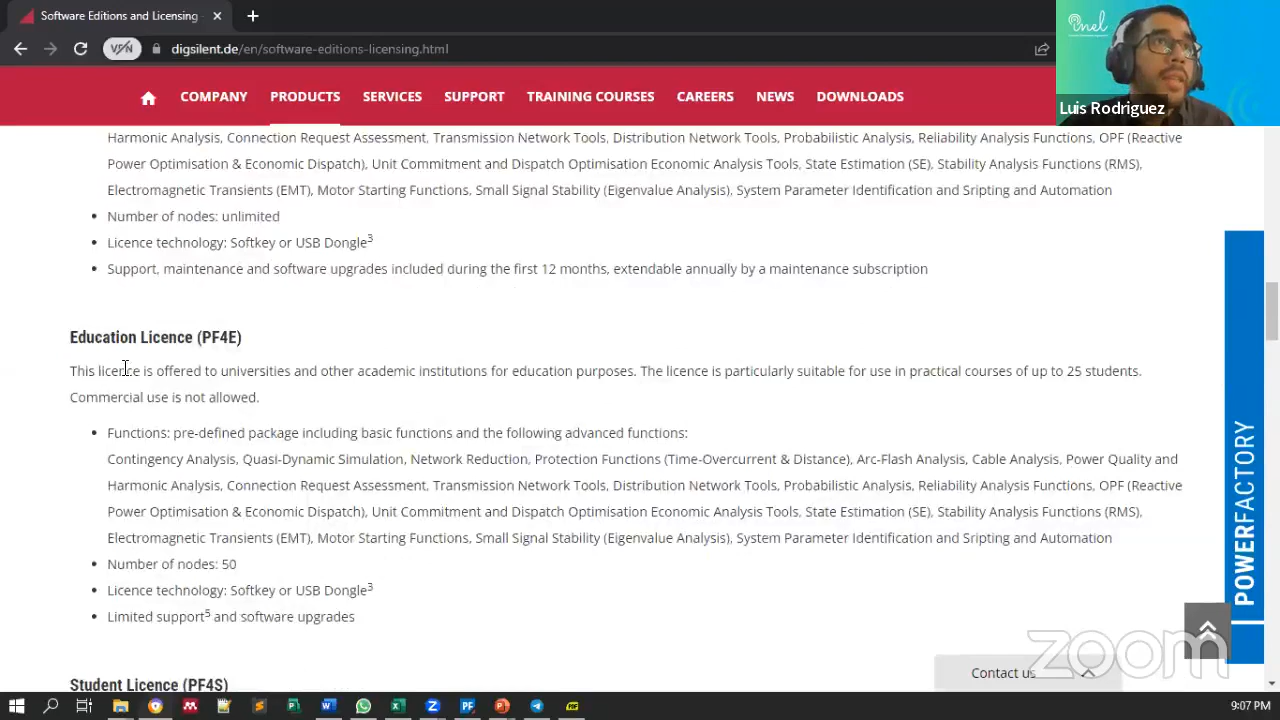 Software Editions and Licensing -
VPN
digsilent.de/en/software-editions-licensing.html
inel
Luis Rodriguez
COMPANY PRODUCTS SERVICES SUPPORT TRAINING COURSES CAREERS NEWS DOWNLOADS
Harmonic Analysis, Connection Request Assessment, Transmission Network Tools, Distribution Network Tools, Probabilistic Analysis, Reliability Analysis Functions, OPF (Reactive
Power Optimisation & Economic Dispatch), Unit Commitment and Dispatch Optimisation Economic Analysis Tools, State Estimation (SE), Stability Analysis Functions (RMS),
Electromagnetic Transients (EMT), Motor Starting Functions, Small Signal Stability (Eigenvalue Analysis), System Parameter Identification and Sripting and Automation
• Number of nodes: unlimited
• Licence technology: Softkey or USB Dongle3
• Support, maintenance and software upgrades included during the first 12 months, extendable annually by a maintenance subscription
Education Licence (PF4E)
This licence is offered to universities and other academic institutions for education purposes. The licence is particularly suitable for use in practical courses of up to 25 students.
Commercial use is not allowed.
• Functions: pre-defined package including basic functions and the following advanced functions:
Contingency Analysis, Quasi-Dynamic Simulation, Network Reduction, Protection Functions (Time-Overcurrent & Distance), Arc-Flash Analysis, Cable Analysis, Power Quality and
Harmonic Analysis, Connection Request Assessment, Transmission Network Tools, Distribution Network Tools, Probabilistic Analysis, Reliability Analysis Functions, OPF (Reactive
Power Optimisation & Economic Dispatch), Unit Commitment and Dispatch Optimisation Economic Analysis Tools, State Estimation (SE), Stability Analysis Functions (RMS),
Electromagnetic Transients (EMT), Motor Starting Functions, Small Signal Stability (Eigenvalue Analysis), System Parameter Identification and Sripting and Automation
• Number of nodes: 50
• Licence technology: Softkey or USB Dongle3
• Limited support5 and software upgrades
POWERFACTORY
Student Licence (PF4S)
Contact us
zoom
9:07 PM